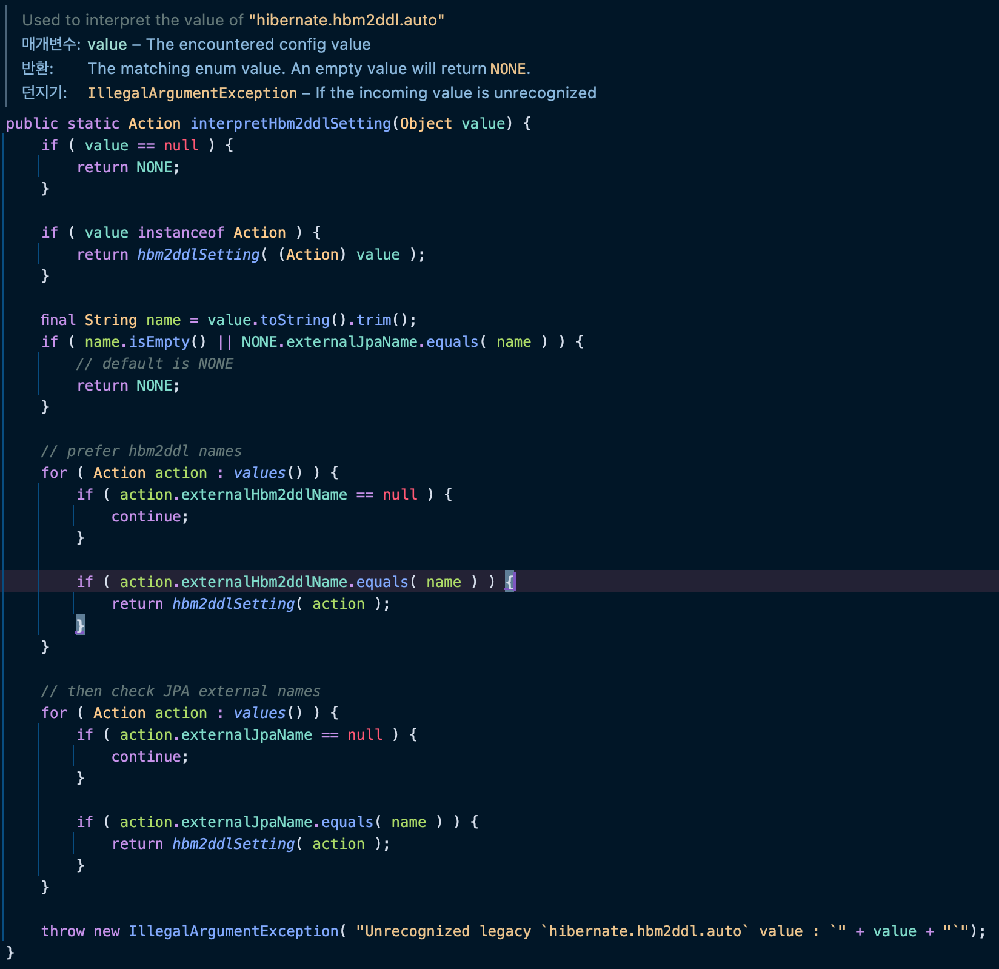 Used to interpret the value of "hibernate.hbm2ddl.auto"
매개변수: value – The encountered config value
반환: The matching enum value. An empty value will return NONE.
던지기: IllegalArgumentException – If the incoming value is unrecognized
public static Action interpretHbm2ddlSetting(Object value) {
    if ( value == null ) {
        return NONE;
    }

    if ( value instanceof Action ) {
        return hbm2ddlSetting( (Action) value );
    }

    final String name = value.toString().trim();
    if ( name.isEmpty() || NONE.externalJpaName.equals( name ) ) {
        // default is NONE
        return NONE;
    }

    // prefer hbm2ddl names
    for ( Action action : values() ) {
        if ( action.externalHbm2ddlName == null ) {
            continue;
        }

        if ( action.externalHbm2ddlName.equals( name ) ) {
            return hbm2ddlSetting( action );
        }
    }

    // then check JPA external names
    for ( Action action : values() ) {
        if ( action.externalJpaName == null ) {
            continue;
        }

        if ( action.externalJpaName.equals( name ) ) {
            return hbm2ddlSetting( action );
        }
    }

    throw new IllegalArgumentException( "Unrecognized legacy `hibernate.hbm2ddl.auto` value : `" + value + "`");
}